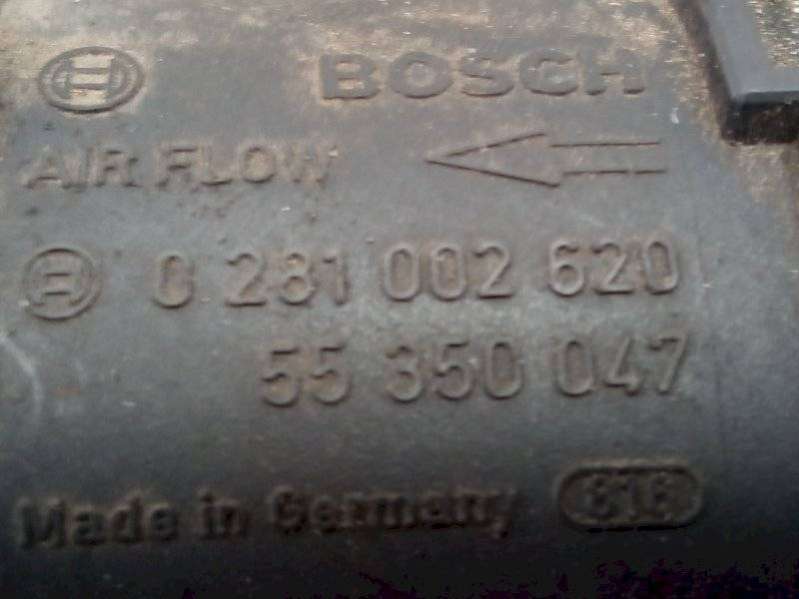 BOSCH
AIR FLOW
0 281 002 620
55 350 047
Made in Germany 616